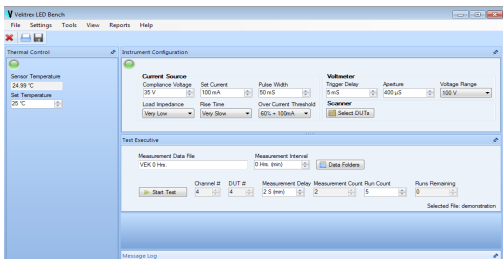 Vektrex LED Bench
File Settings Tools View Reports Help
Thermal Control
Instrument Configuration
Sensor Temperature
24.99 °C
Set Temperature
25 °C
Current Source
Compliance Voltage Set Current Pulse Width
35 V 100 mA 50 mS
Load Impedance Rise Time Over Current Threshold
Very Low Very Slow 60% + 100mA
Voltmeter
Trigger Delay Aperture Voltage Range
5 mS 400 µS 100 V
Scanner
Select DUTs
Test Executive
Measurement Data File Measurement Interval
VEK 0 Hrs. 0 Hrs. (min) Data Folders
Channel # DUT # Measurement Delay Measurement Count Run Count Runs Remaining
Start Test 4 4 2 S (min) 2 5 0
Selected File: demonstration
Message Log